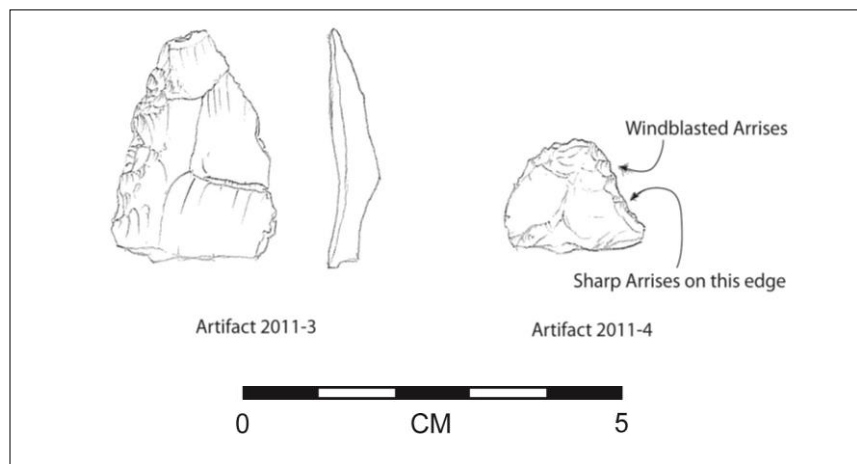 Windblasted Arrises
Sharp Arrises on this edge
Artifact 2011-3
Artifact 2011-4
0 CM 5